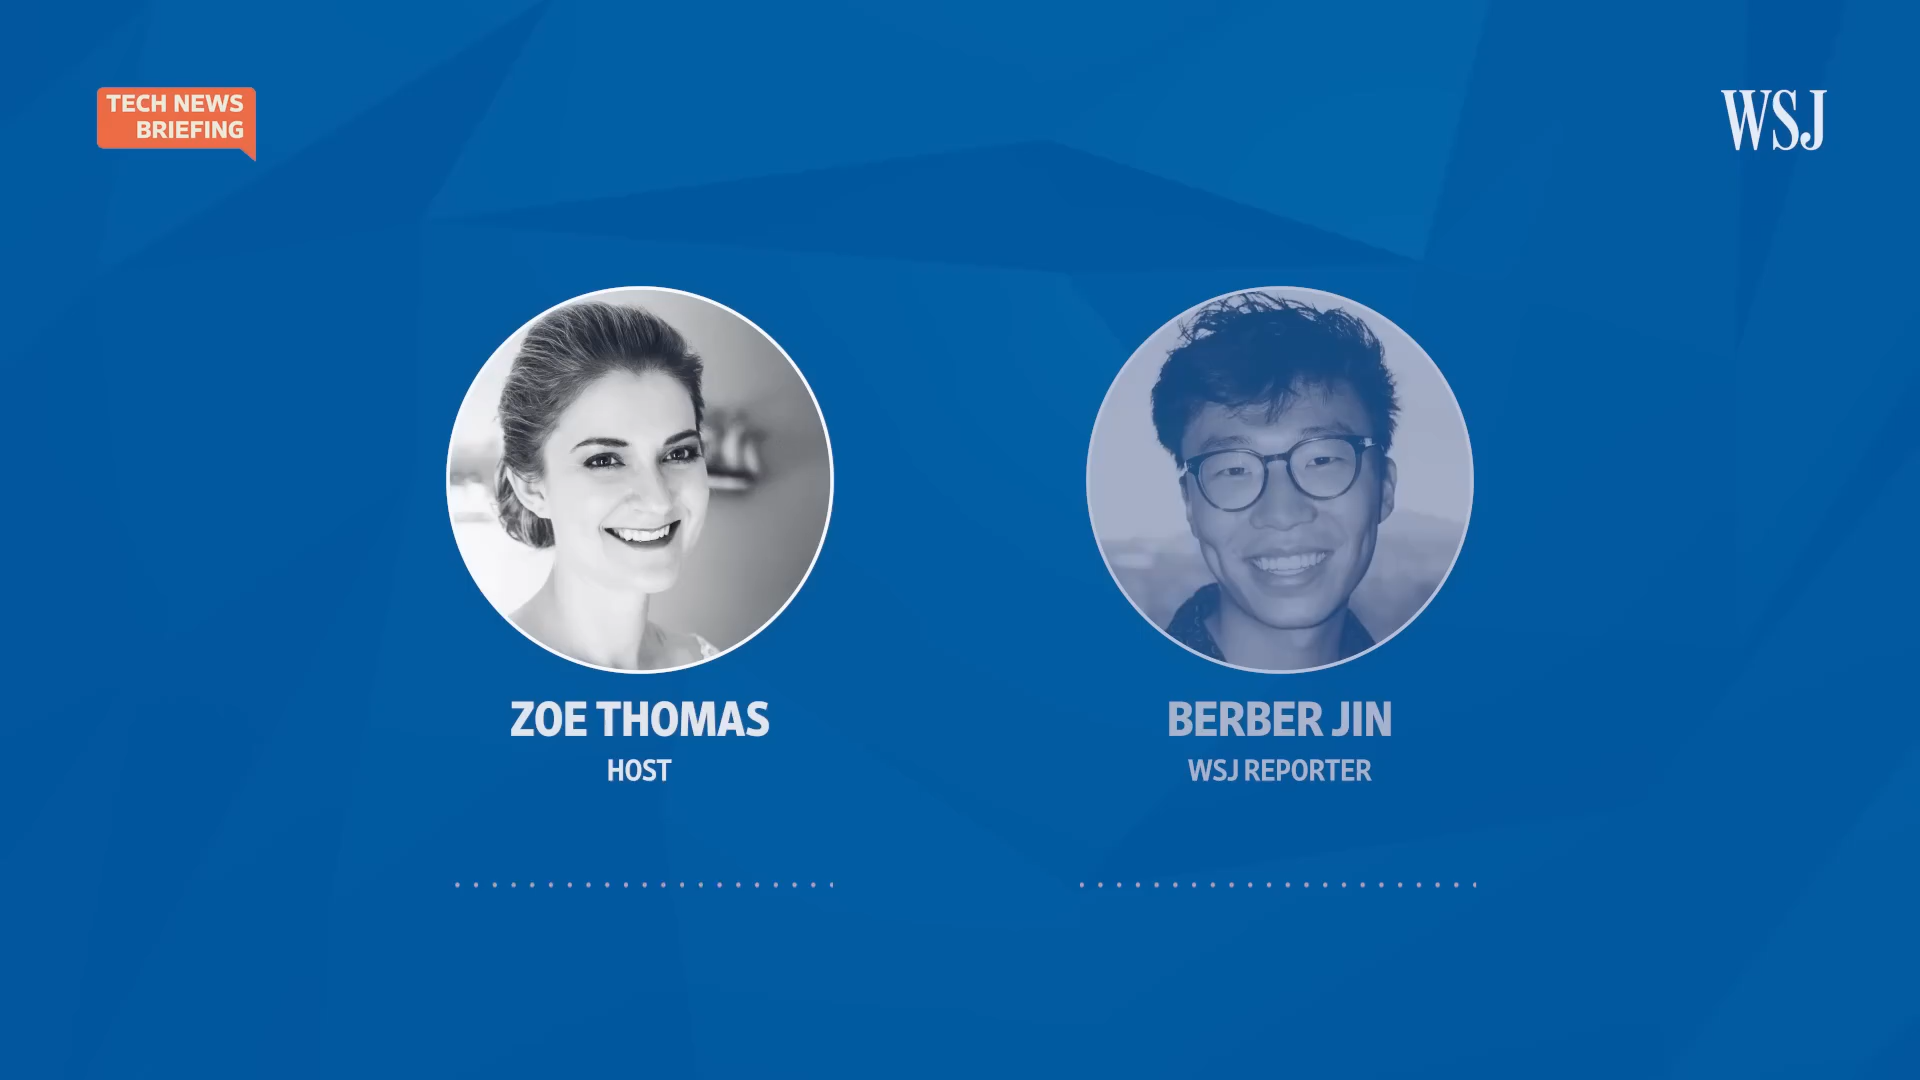 TECH NEWS
BRIEFING
WSJ
ZOE THOMAS
HOST
BERBER JIN
WSJ REPORTER